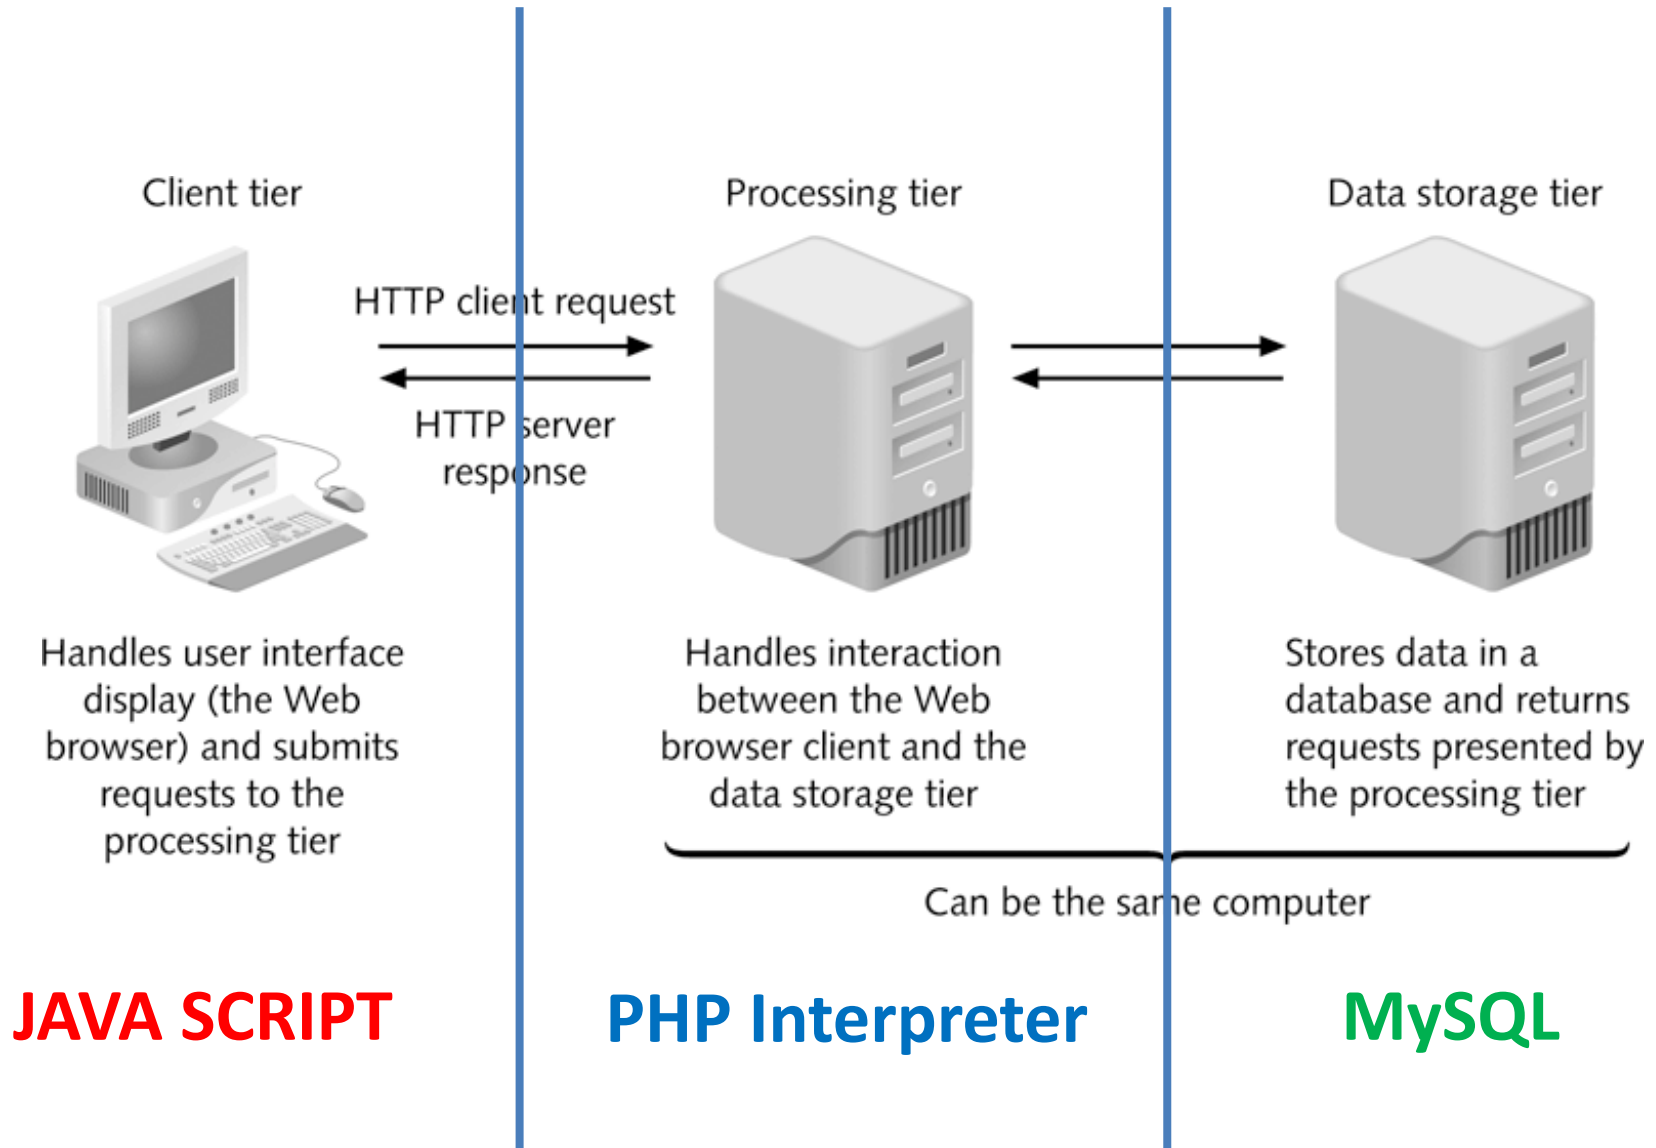 Client tier
Processing tier
Data storage tier
HTTP client request
HTTP server
response
Handles user interface
display (the Web
browser) and submits
requests to the
processing tier
Handles interaction
between the Web
browser client and the
data storage tier
Stores data in a
database and returns
requests presented by
the processing tier
Can be the same computer
JAVA SCRIPT
PHP Interpreter
MySQL